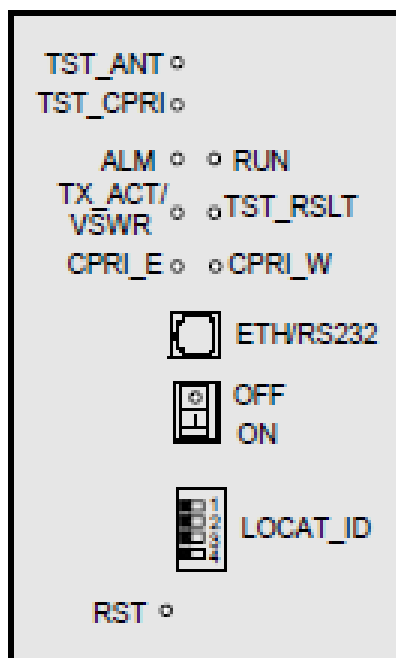 TST_ANT
TST_CPRI
ALM RUN
TX_ACT/
VSWR TST_RSLT
CPRI_E CPRI_W
ETH/RS232
OFF
ON
1
2
3
4
LOCAT_ID
RST